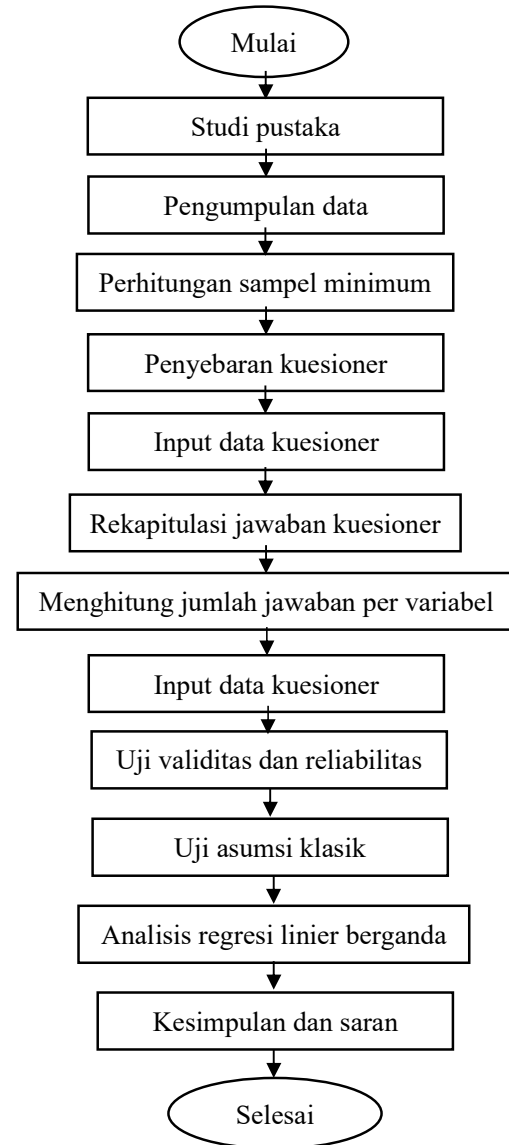 Mulai
Studi pustaka
Pengumpulan data
Perhitungan sampel minimum
Penyebaran kuesioner
Input data kuesioner
Rekapitulasi jawaban kuesioner
Menghitung jumlah jawaban per variabel
Input data kuesioner
Uji validitas dan reliabilitas
Uji asumsi klasik
Analisis regresi linier berganda
Kesimpulan dan saran
Selesai